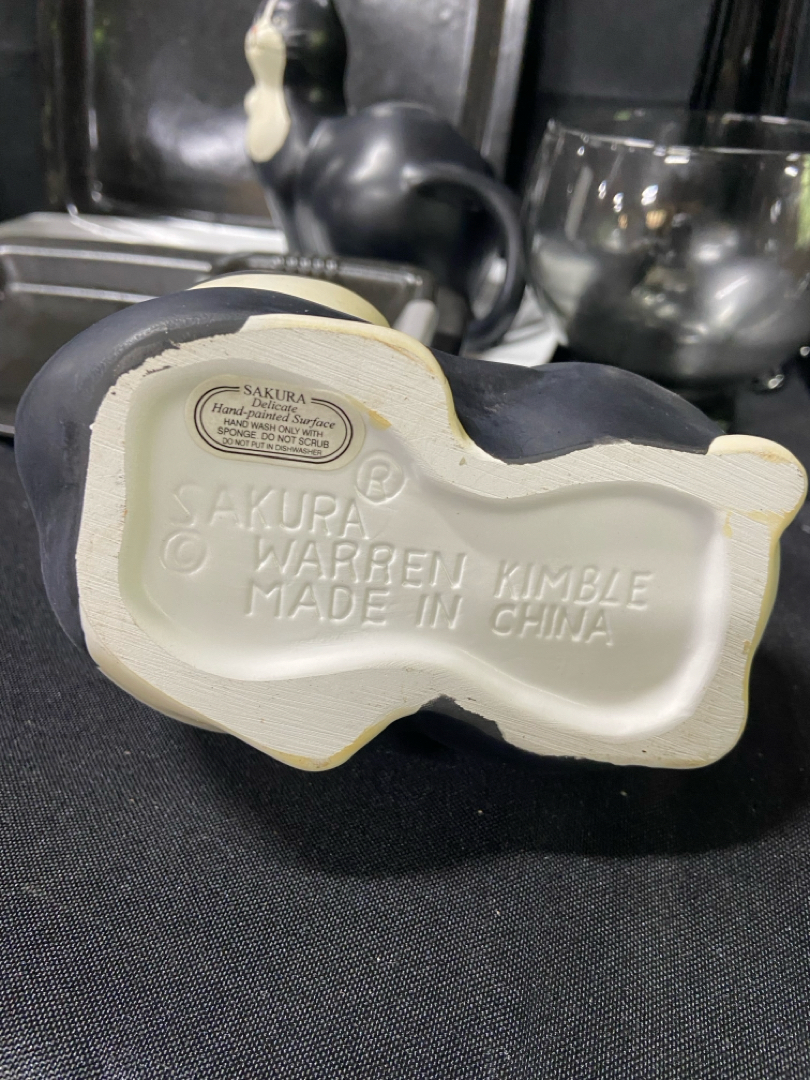 SAKURA
Delicate
Hand-painted Surface
HAND WASH ONLY WITH
SPONGE DO NOT SCRUB
DO NOT PUT IN DISHWASHER
SAKURA ®
© WARREN KIMBLE
MADE IN CHINA